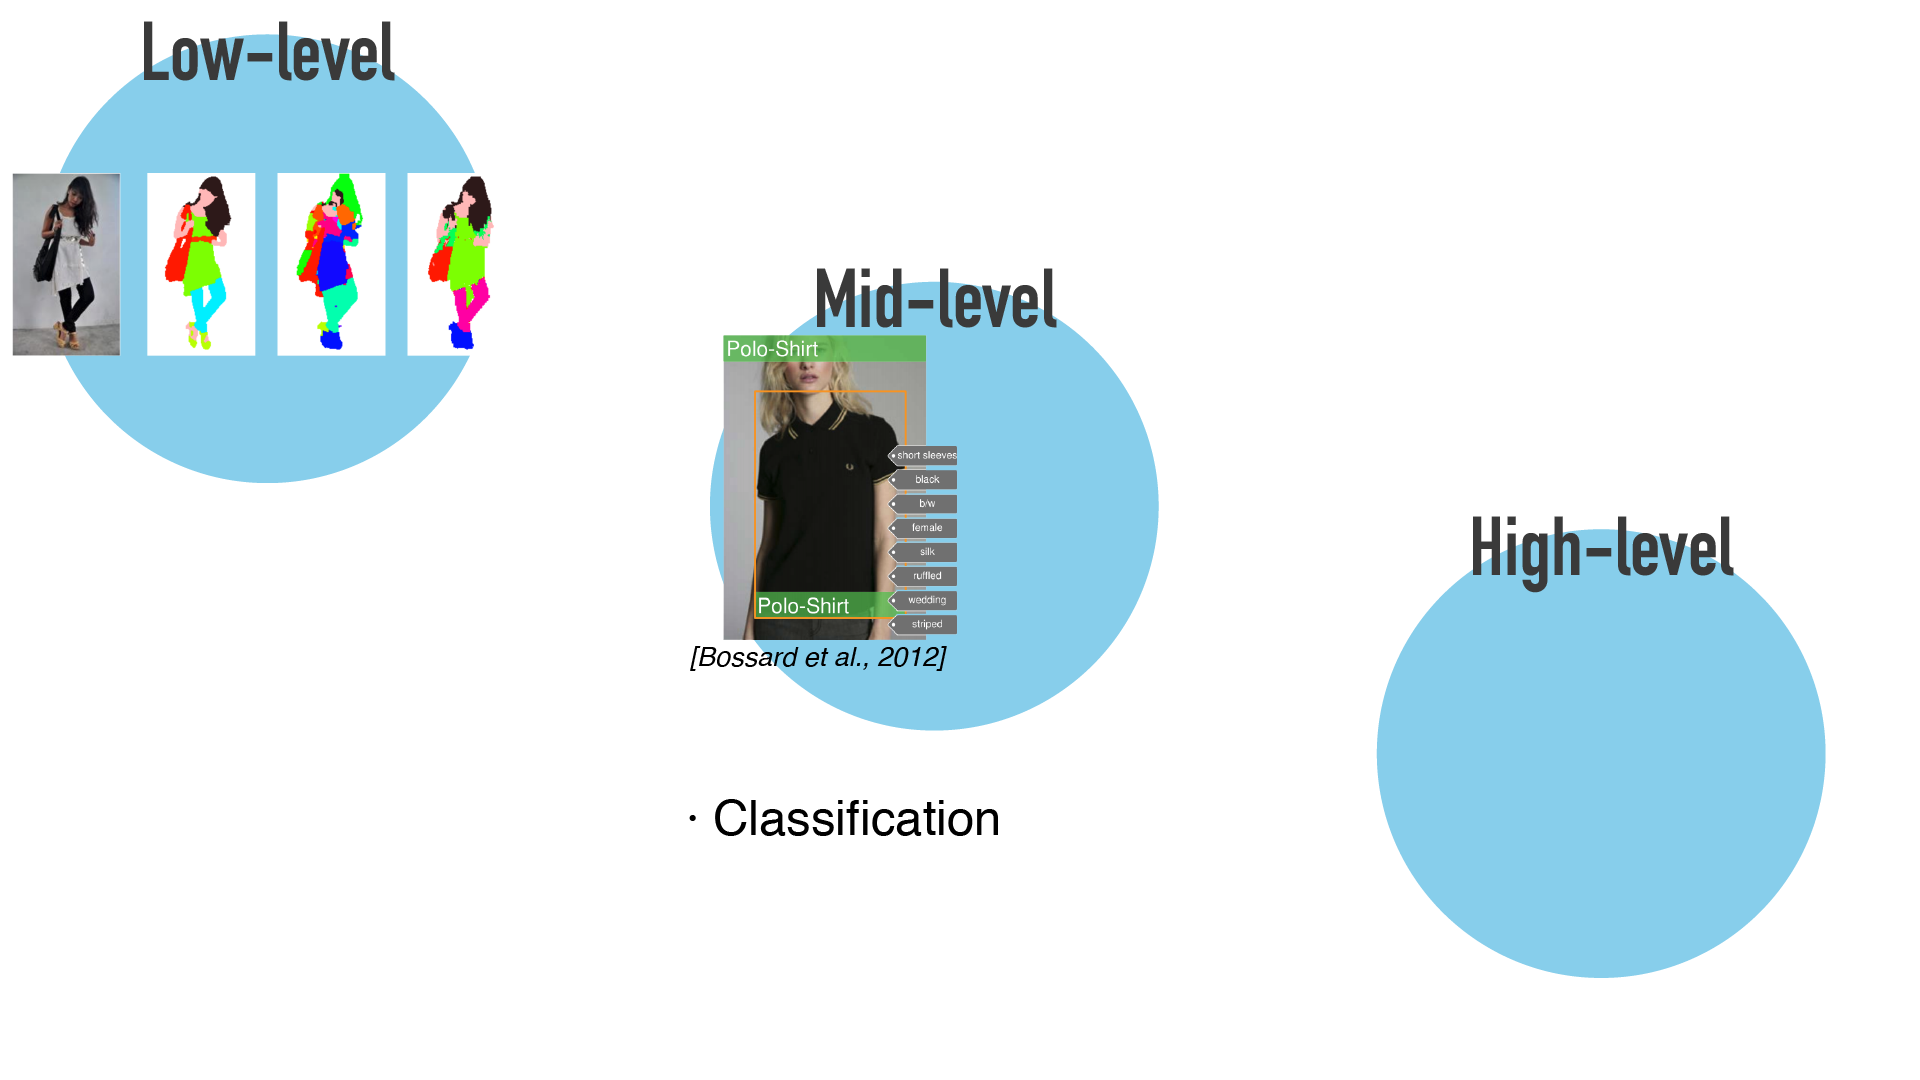 Low-level
Mid-level
Polo-Shirt
short sleeves
black
b/w
female
silk
ruffled
wedding
striped
Polo-Shirt
[Bossard et al., 2012]
· Classification
High-level